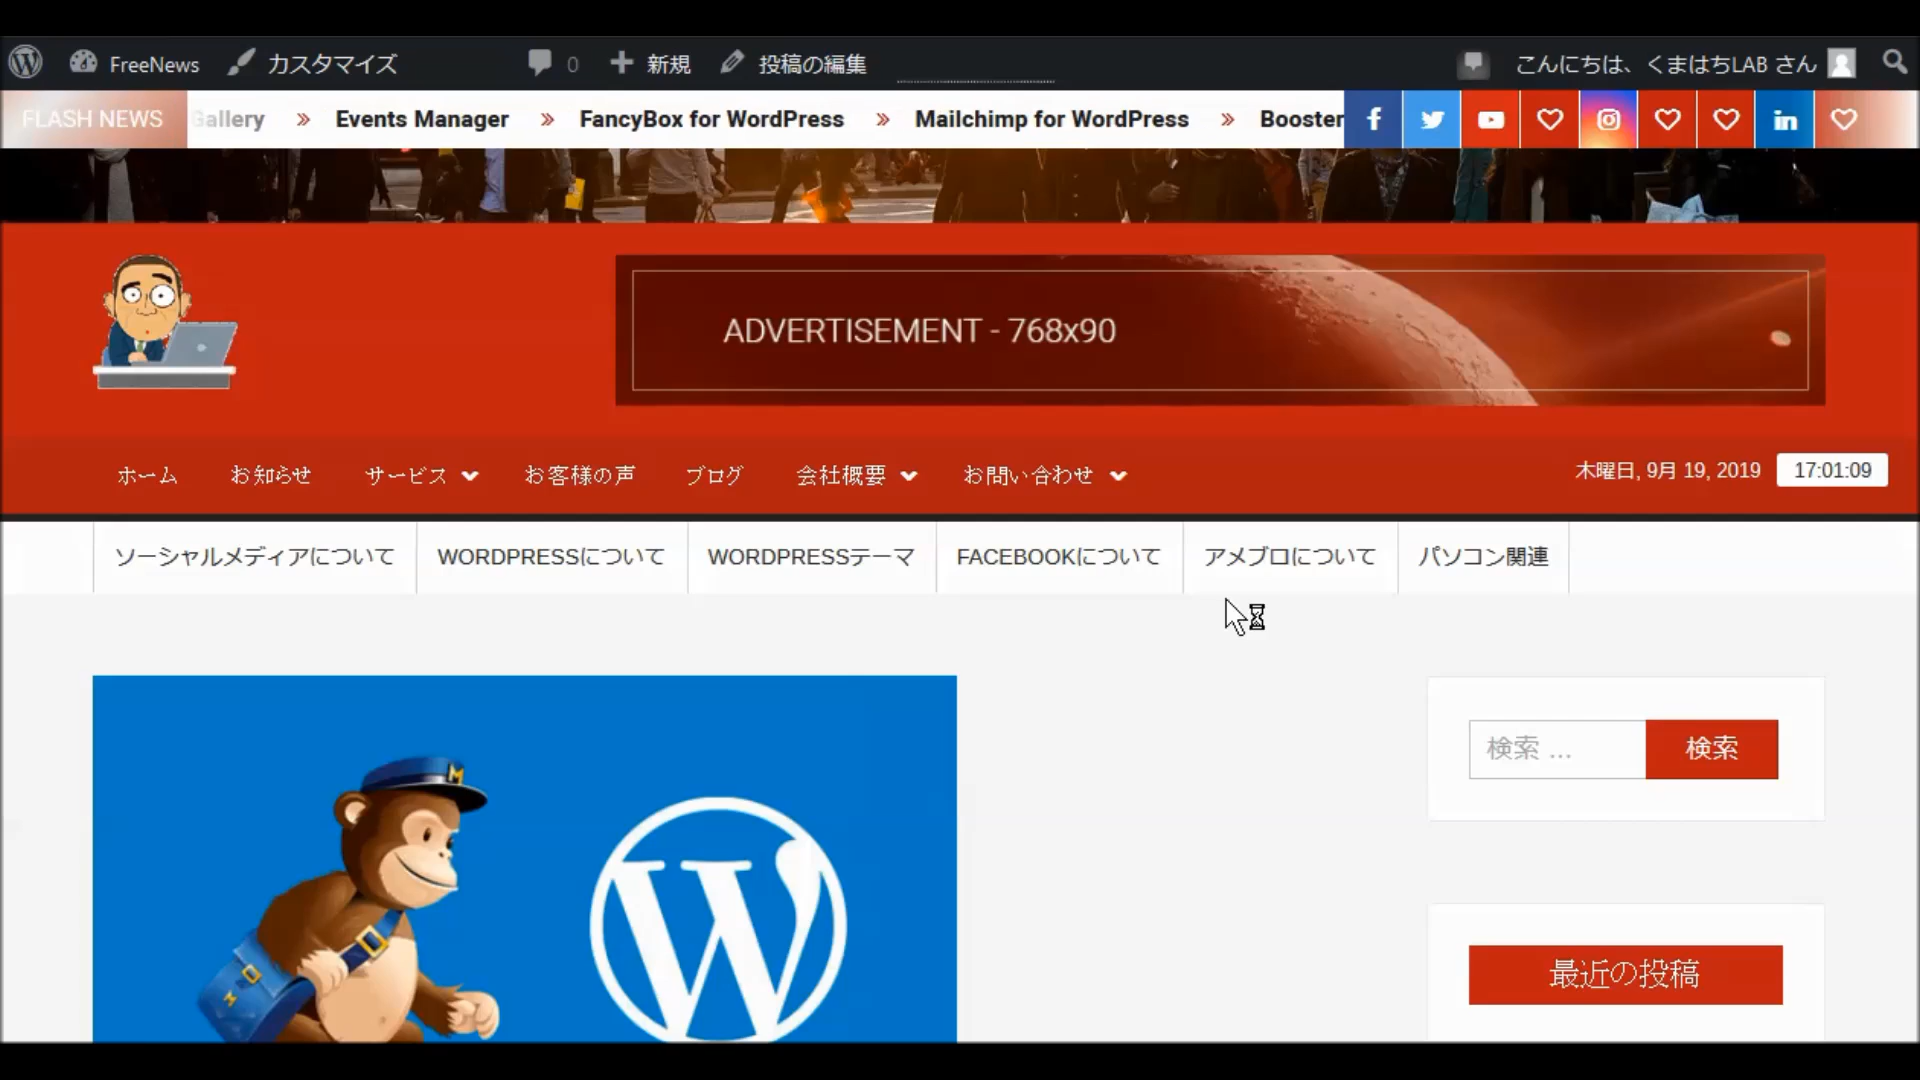 FreeNews カスタマイズ 0 新規 投稿の編集 こんにちは、くまはちLAB さん
FLASH NEWS Gallery » Events Manager » FancyBox for WordPress » Mailchimp for WordPress » Booster
ADVERTISEMENT - 768x90
ホーム お知らせ サービス お客様の声 ブログ 会社概要 お問い合わせ 木曜日, 9月 19, 2019 17:01:09
ソーシャルメディアについて WORDPRESSについて WORDPRESSテーマ FACEBOOKについて アメブロについて パソコン関連
検索 … 検索
最近の投稿